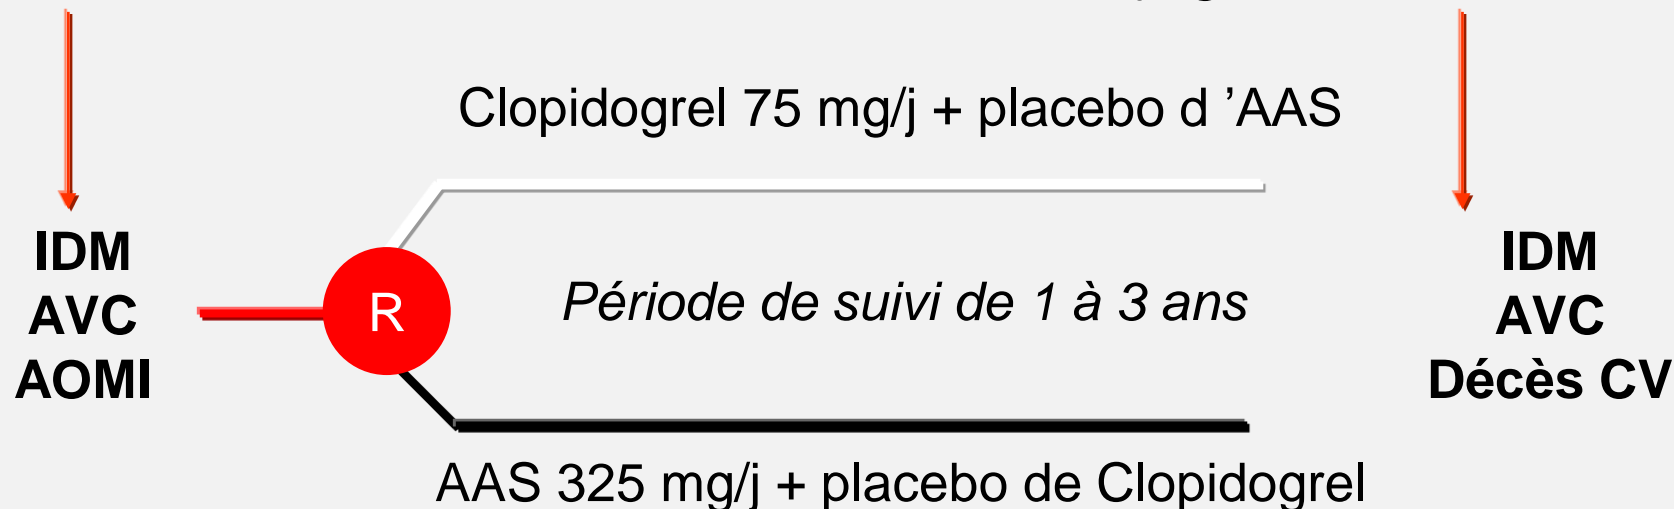 Clopidogrel 75 mg/j + placebo d ’AAS
IDM
AVC
AOMI
R
Période de suivi de 1 à 3 ans
IDM
AVC
Décès CV
AAS 325 mg/j + placebo de Clopidogrel